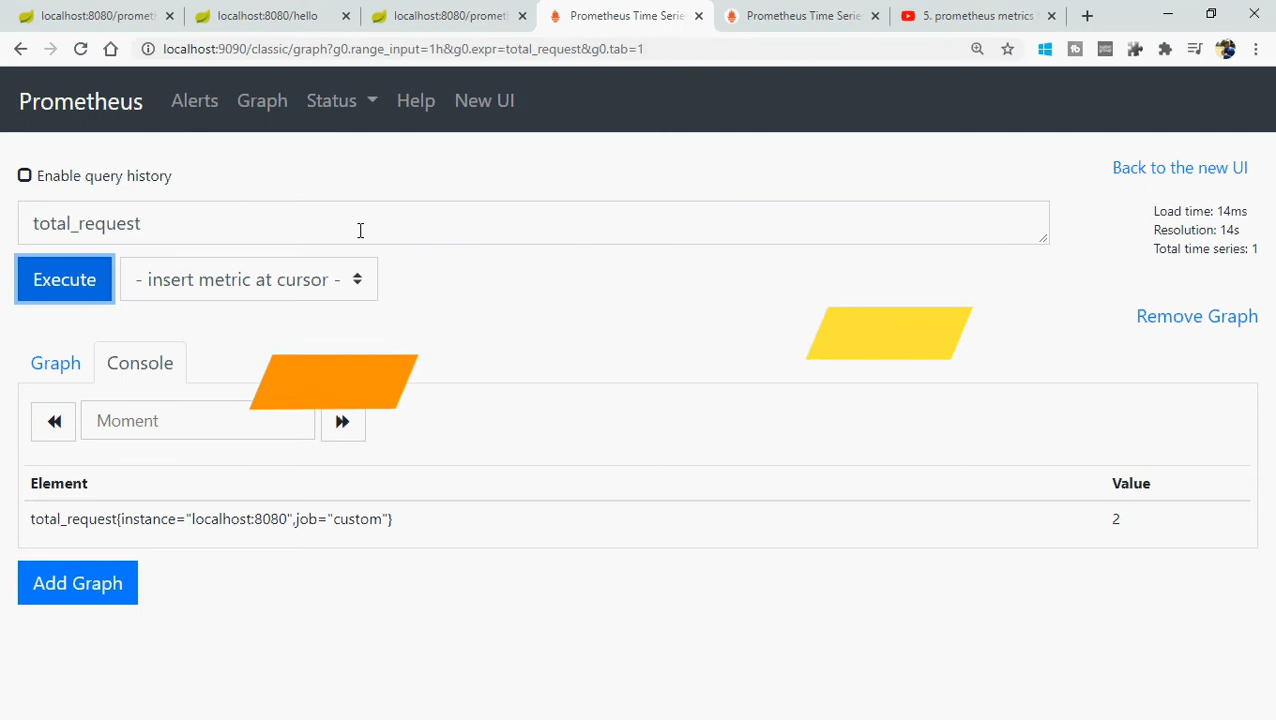 localhost:8080/promet
localhost:8080/hello
localhost:8080/promet
Prometheus Time Serie
Prometheus Time Serie
5. prometheus metrics
localhost:9090/classic/graph?g0.range_input=1h&g0.expr=total_request&g0.tab=1
Prometheus
Alerts
Graph
Status
Help
New UI
Enable query history
Back to the new UI
total_request
Load time: 14ms
Resolution: 14s
Total time series: 1
Execute
- insert metric at cursor -
Remove Graph
Graph
Console
Moment
Element
Value
total_request{instance="localhost:8080",job="custom"}
2
Add Graph